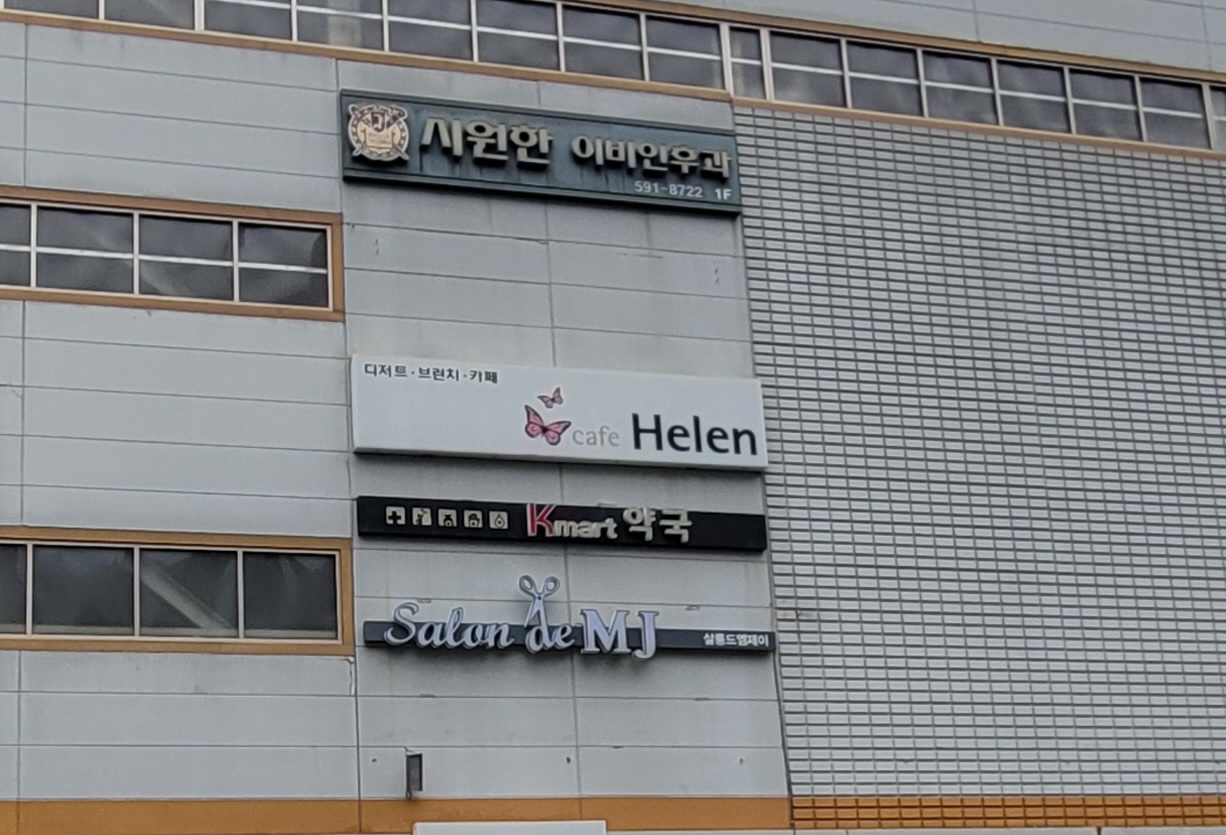 시원한 이비인후과
591-8722 1F
디저트·브런치·카페
cafe Helen
Kmart 약국
Salon de MJ 살롱드엠제이